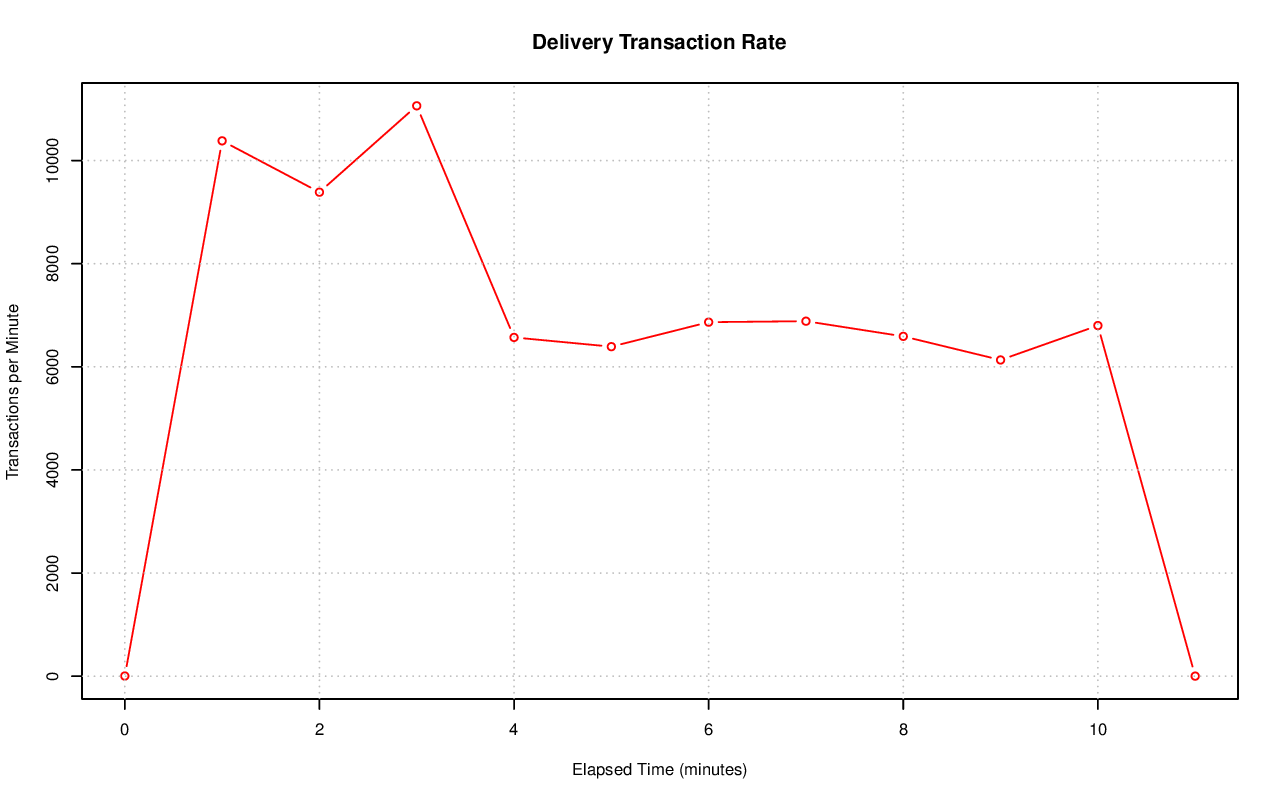 Delivery Transaction Rate
Transactions per Minute
10000
8000
6000
4000
2000
0
0 2 4 6 8 10
Elapsed Time (minutes)